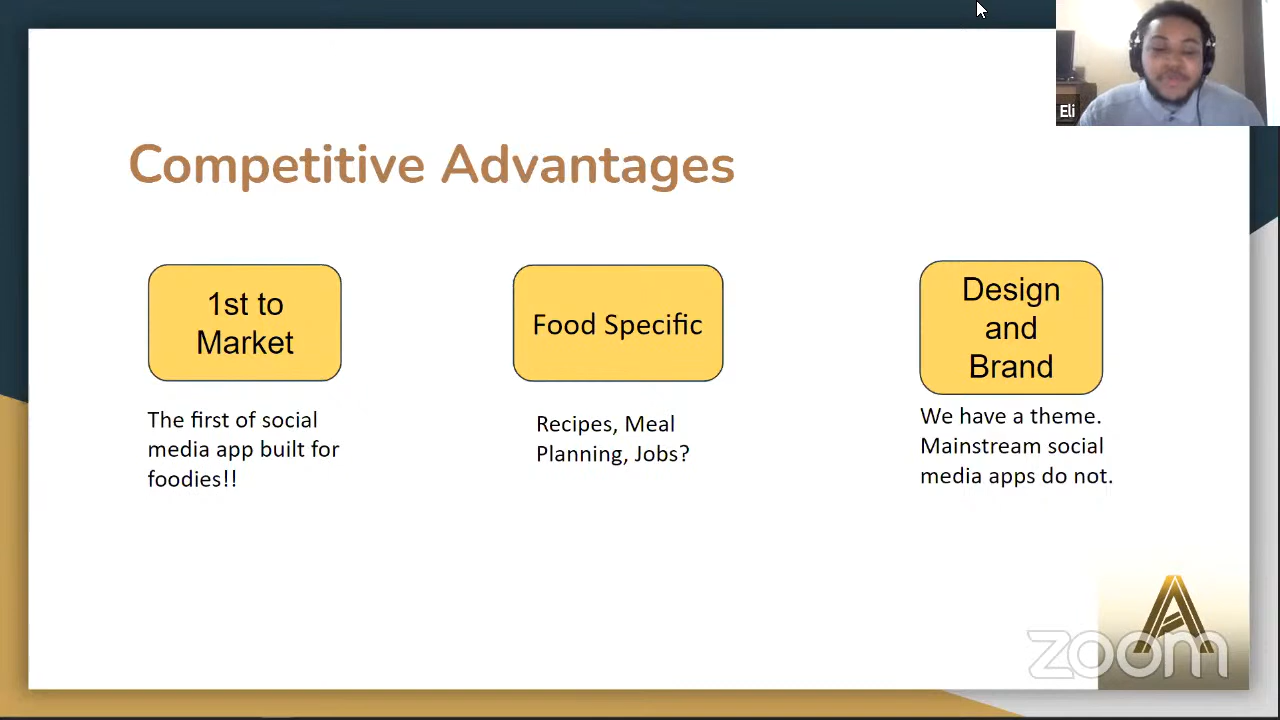 Eli
Competitive Advantages
1st to
Market
The first of social
media app built for
foodies!!
Food Specific
Recipes, Meal
Planning, Jobs?
Design
and
Brand
We have a theme.
Mainstream social
media apps do not.
A
zoom